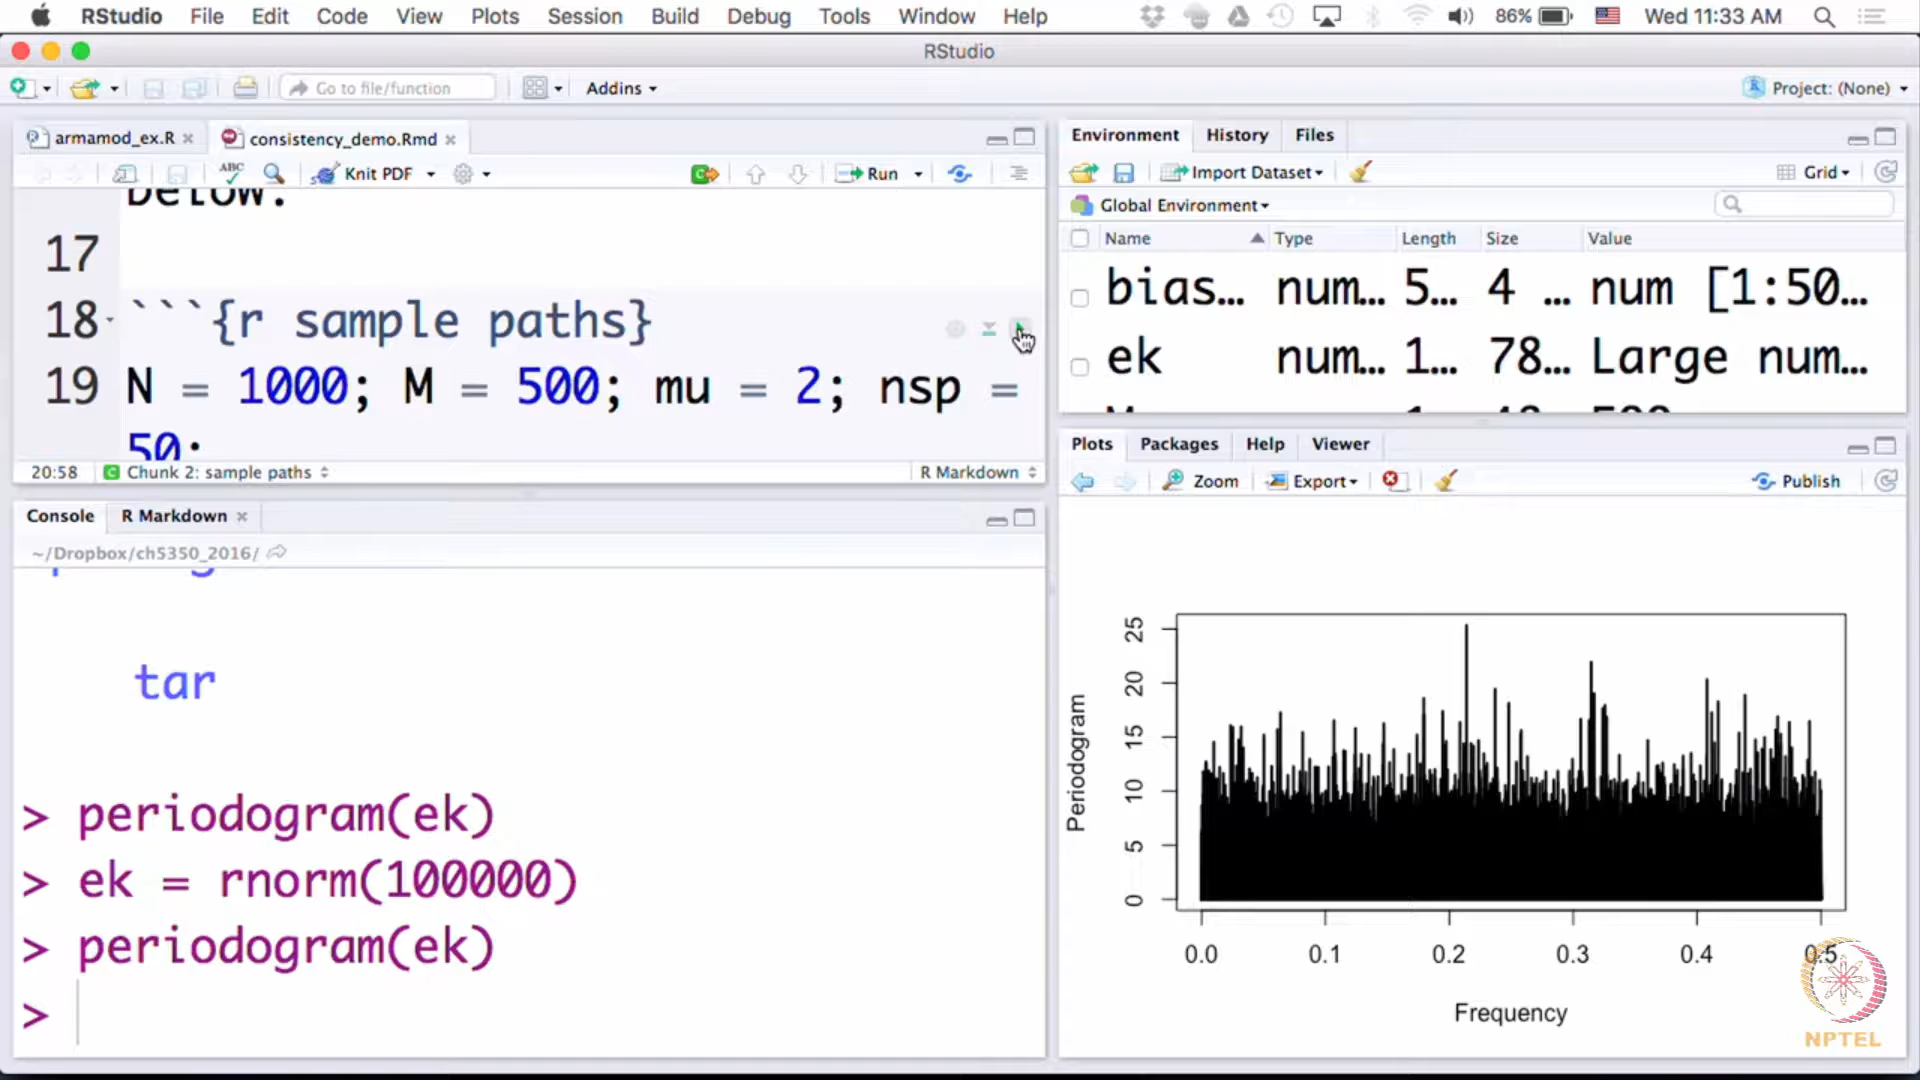 RStudio File Edit Code View Plots Session Build Debug Tools Window Help 86% Wed 11:33 AM
RStudio
Go to file/function Addins Project: (None)
armamod_ex.R consistency_demo.Rmd
ABC Knit PDF Run
below:
17
18 ```{r sample paths}
19 N = 1000; M = 500; mu = 2; nsp =
50;
20:58 Chunk 2: sample paths R Markdown
Environment History Files
Import Dataset Grid
Global Environment
Name Type Length Size Value
bias... num... 5... 4 ... num [1:50...
ek num... 1... 78... Large num...
Console R Markdown
~/Dropbox/ch5350_2016/
tar
> periodogram(ek)
> ek = rnorm(100000)
> periodogram(ek)
>
Plots Packages Help Viewer
Zoom Export Publish
Periodogram
25
20
15
10
5
0
0.0 0.1 0.2 0.3 0.4 0.5
Frequency
NPTEL